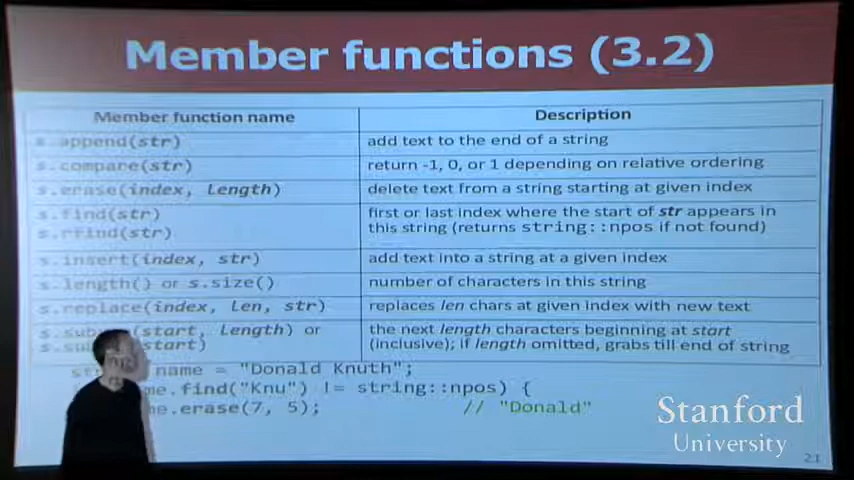 Member functions (3.2)
Member function name Description
s.append(str) add text to the end of a string
s.compare(str) return -1, 0, or 1 depending on relative ordering
s.erase(index, length) delete text from a string starting at given index
s.find(str) first or last index where the start of str appears in
s.rfind(str) this string (returns string::npos if not found)
s.insert(index, str) add text into a string at a given index
s.length() or s.size() number of characters in this string
s.replace(index, len, str) replaces len chars at given index with new text
(start, length) or the next length characters beginning at start
start) (inclusive); if length omitted, grabs till end of string
name = "Donald Knuth";
.find("Knu") != string::npos) {
.erase(7, 5); // "Donald"
Stanford
University
21